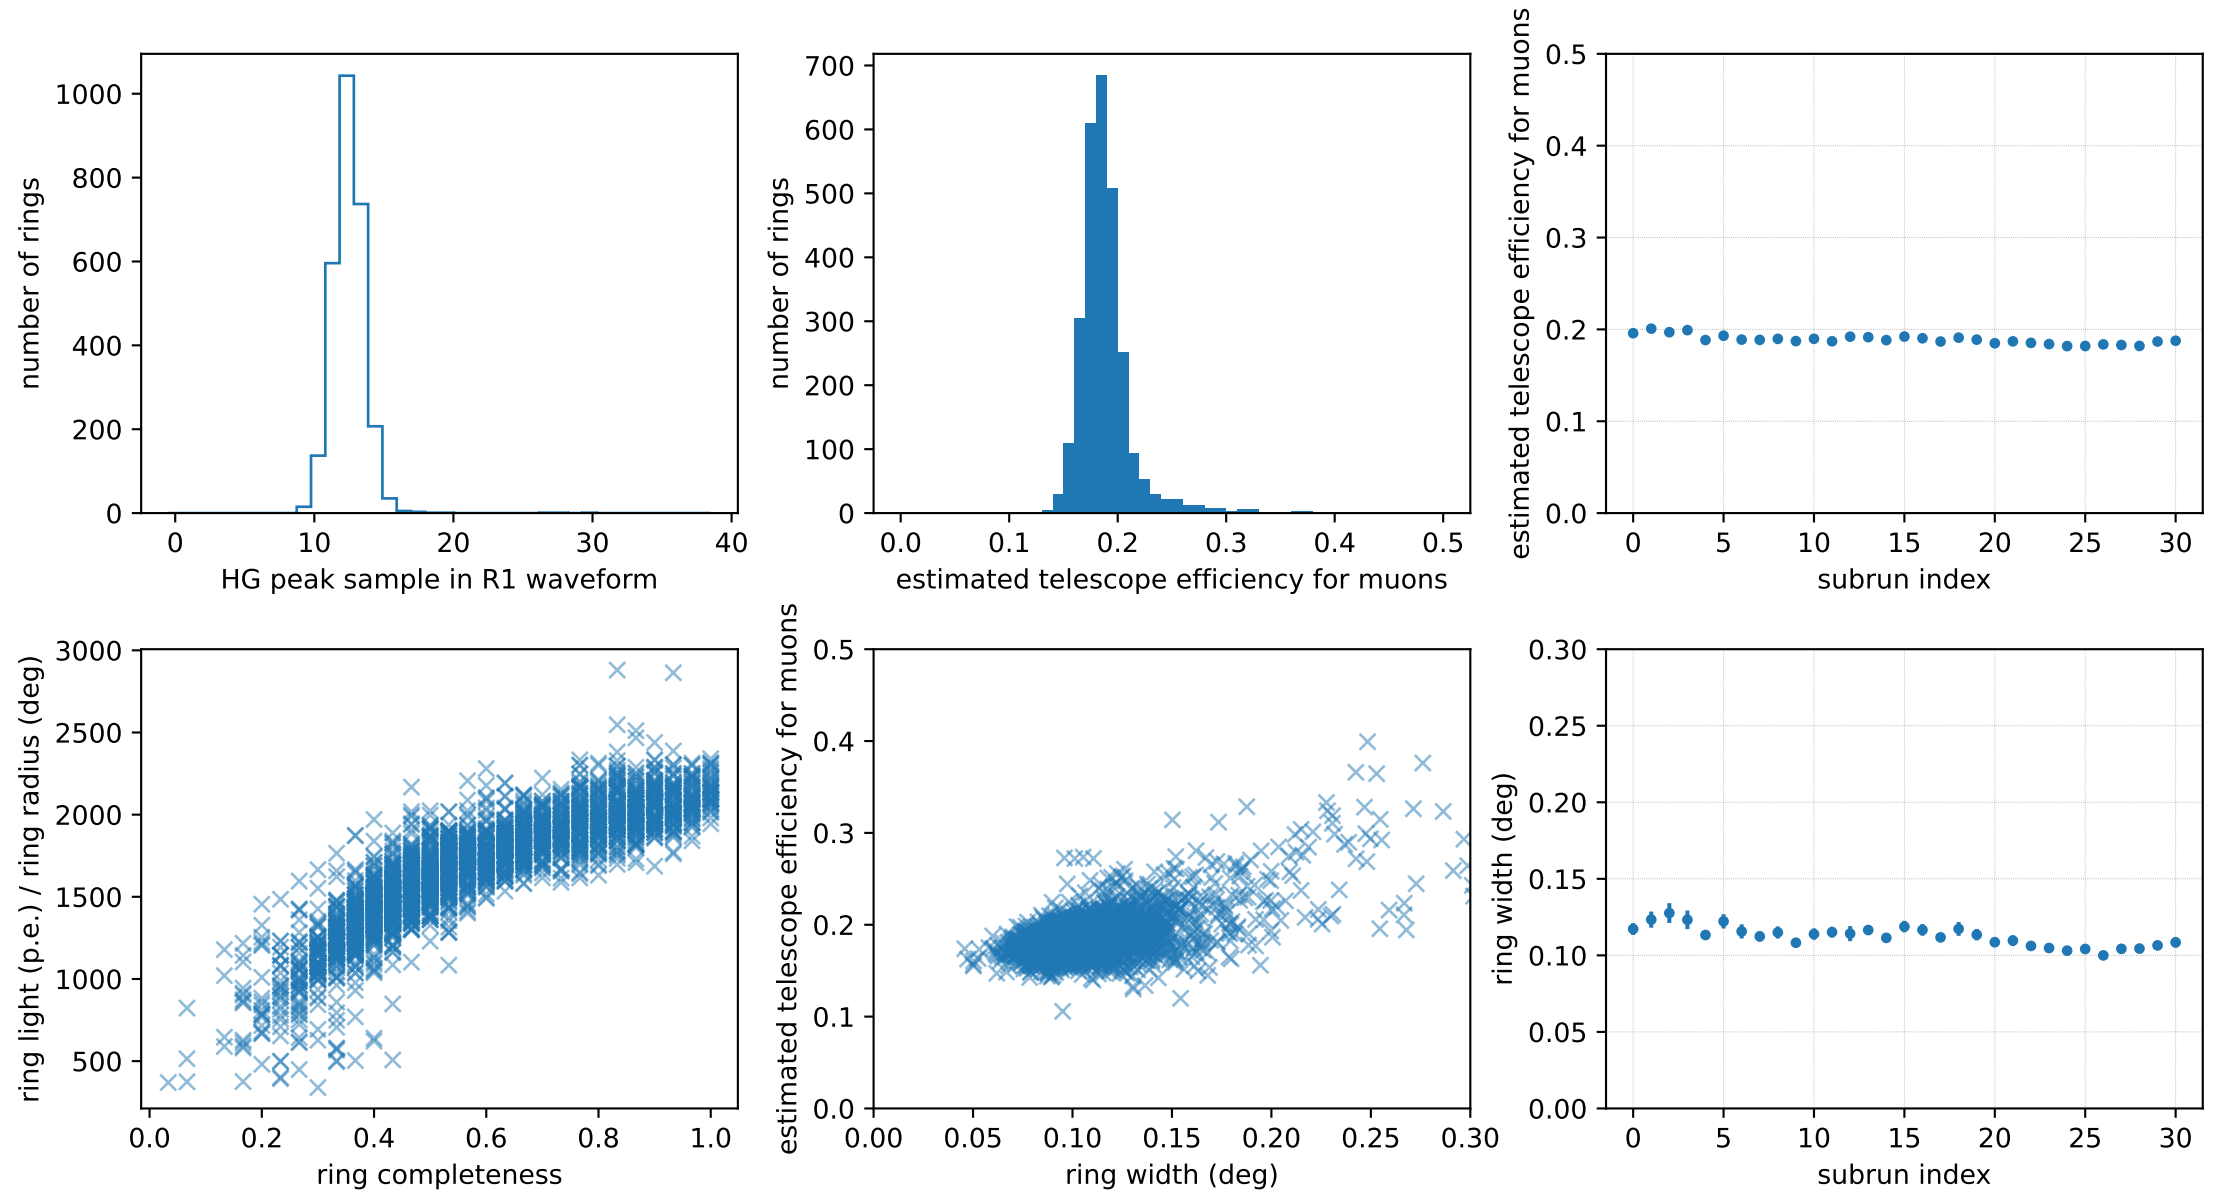 number of rings
1000
800
600
400
200
0
0 10 20 30 40
HG peak sample in R1 waveform
number of rings
700
600
500
400
300
200
100
0
0.0 0.1 0.2 0.3 0.4 0.5
estimated telescope efficiency for muons
estimated telescope efficiency for muons
0.5
0.4
0.3
0.2
0.1
0.0
0 5 10 15 20 25 30
subrun index
ring light (p.e.) / ring radius (deg)
3000
2500
2000
1500
1000
500
0.0 0.2 0.4 0.6 0.8 1.0
ring completeness
estimated telescope efficiency for muons
0.5
0.4
0.3
0.2
0.1
0.0
0.00 0.05 0.10 0.15 0.20 0.25 0.30
ring width (deg)
ring width (deg)
0.30
0.25
0.20
0.15
0.10
0.05
0.00
0 5 10 15 20 25 30
subrun index